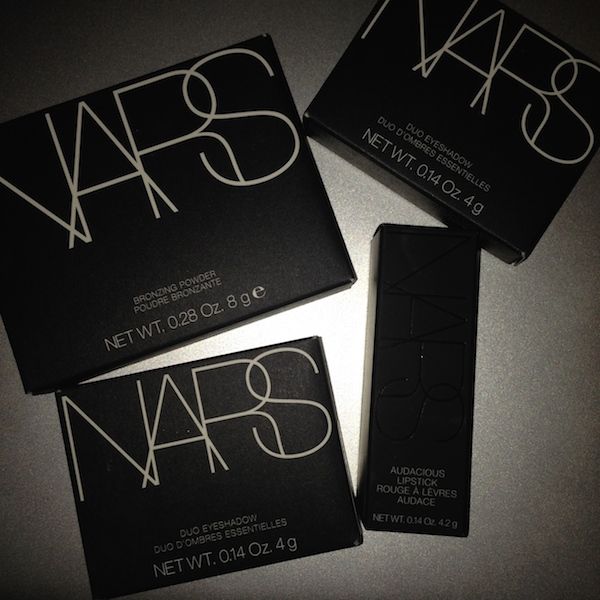 NARS
BRONZING POWDER
POUDRE BRONZANTE
NET WT. 0.28 Oz. 8 g ℮
NARS
DUO EYESHADOW
DUO D'OMBRES ESSENTIELLES
NET WT. 0.14 Oz. 4 g
NARS
DUO EYESHADOW
DUO D'OMBRES ESSENTIELLES
NET WT. 0.14 Oz. 4 g
NARS
AUDACIOUS
LIPSTICK
ROUGE À LÈVRES
AUDACE
NET WT. 0.14 Oz. 4.2 g